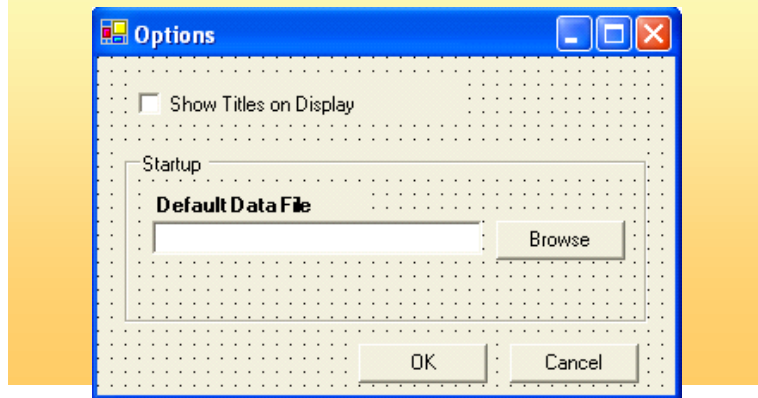 Options
Show Titles on Display
Startup
Default Data File
Browse
OK
Cancel